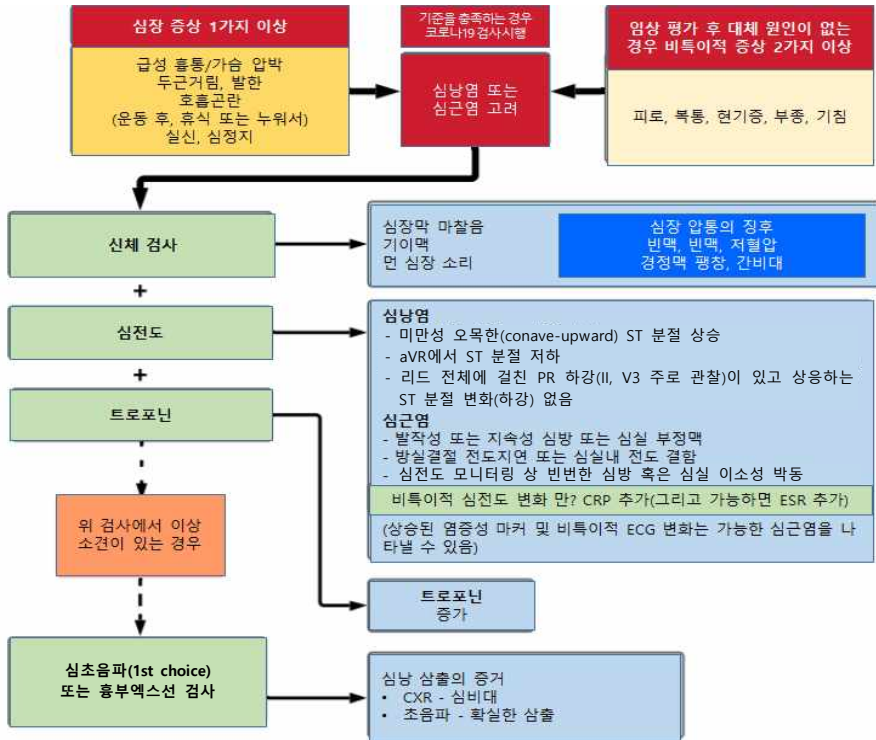 심장 증상 1가지 이상
급성 흉통/가슴 압박
두근거림, 발한
호흡곤란
(운동 후, 휴식 또는 누워서)
실신, 심정지
기준을 충족하는 경우
코로나19 검사시행
심낭염 또는
심근염 고려
임상 평가 후 대체 원인이 없는
경우 비특이적 증상 2가지 이상
피로, 복통, 현기증, 부종, 기침
신체 검사
심장막 마찰음
기이맥
먼 심장 소리
심장 압통의 징후
빈맥, 빈맥, 저혈압
경정맥 팽창, 간비대
+
심전도
심낭염
- 미만성 오목한(conave-upward) ST 분절 상승
- aVR에서 ST 분절 저하
- 리드 전체에 걸친 PR 하강(II, V3 주로 관찰)이 있고 상응하는
ST 분절 변화(하강) 없음
심근염
- 발작성 또는 지속성 심방 또는 심실 부정맥
- 방실결절 전도지연 또는 심실내 전도 결함
- 심전도 모니터링 상 빈번한 심방 혹은 심실 이소성 박동
비특이적 심전도 변화 만? CRP 추가(그리고 가능하면 ESR 추가)
(상승된 염증성 마커 및 비특이적 ECG 변화는 가능한 심근염을 나
타낼 수 있음)
+
트로포닌
위 검사에서 이상
소견이 있는 경우
트로포닌
증가
심초음파(1st choice)
또는 흉부엑스선 검사
심낭 삼출의 증거
• CXR - 심비대
• 초음파 - 확실한 삼출